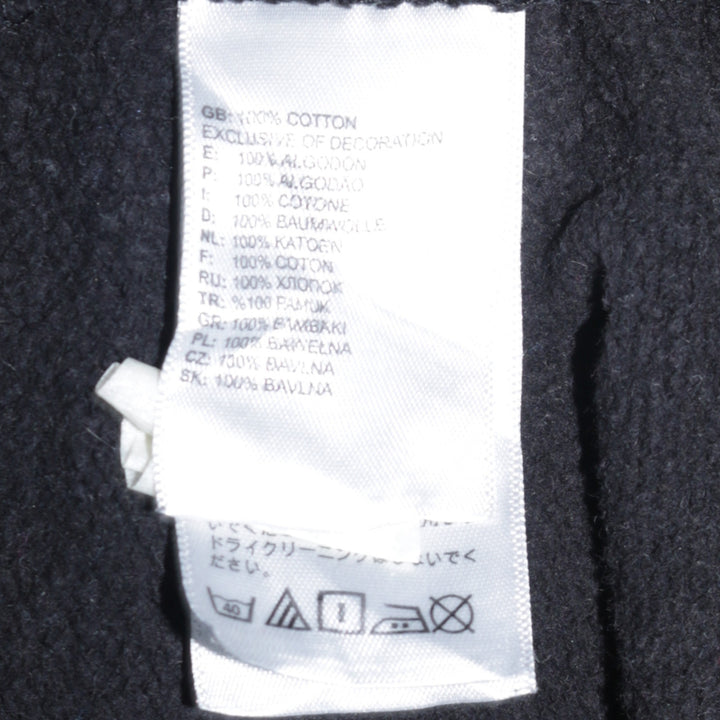 GB: 100% COTTON
EXCLUSIVE OF DECORATION
E: 100% ALGODON
P: 100% ALGODAO
I: 100% COTONE
D: 100% BAUMWOLLE
NL: 100% KATOEN
F: 100% COTON
RU: 100% ХЛОПОК
TR: %100 PAMUK
GR: 100% BAMBAKI
PL: 100% BAWEŁNA
CZ: 100% BAVLNA
SK: 100% BAVLNA
ドライクリーニングはしないでく
ださい。
40